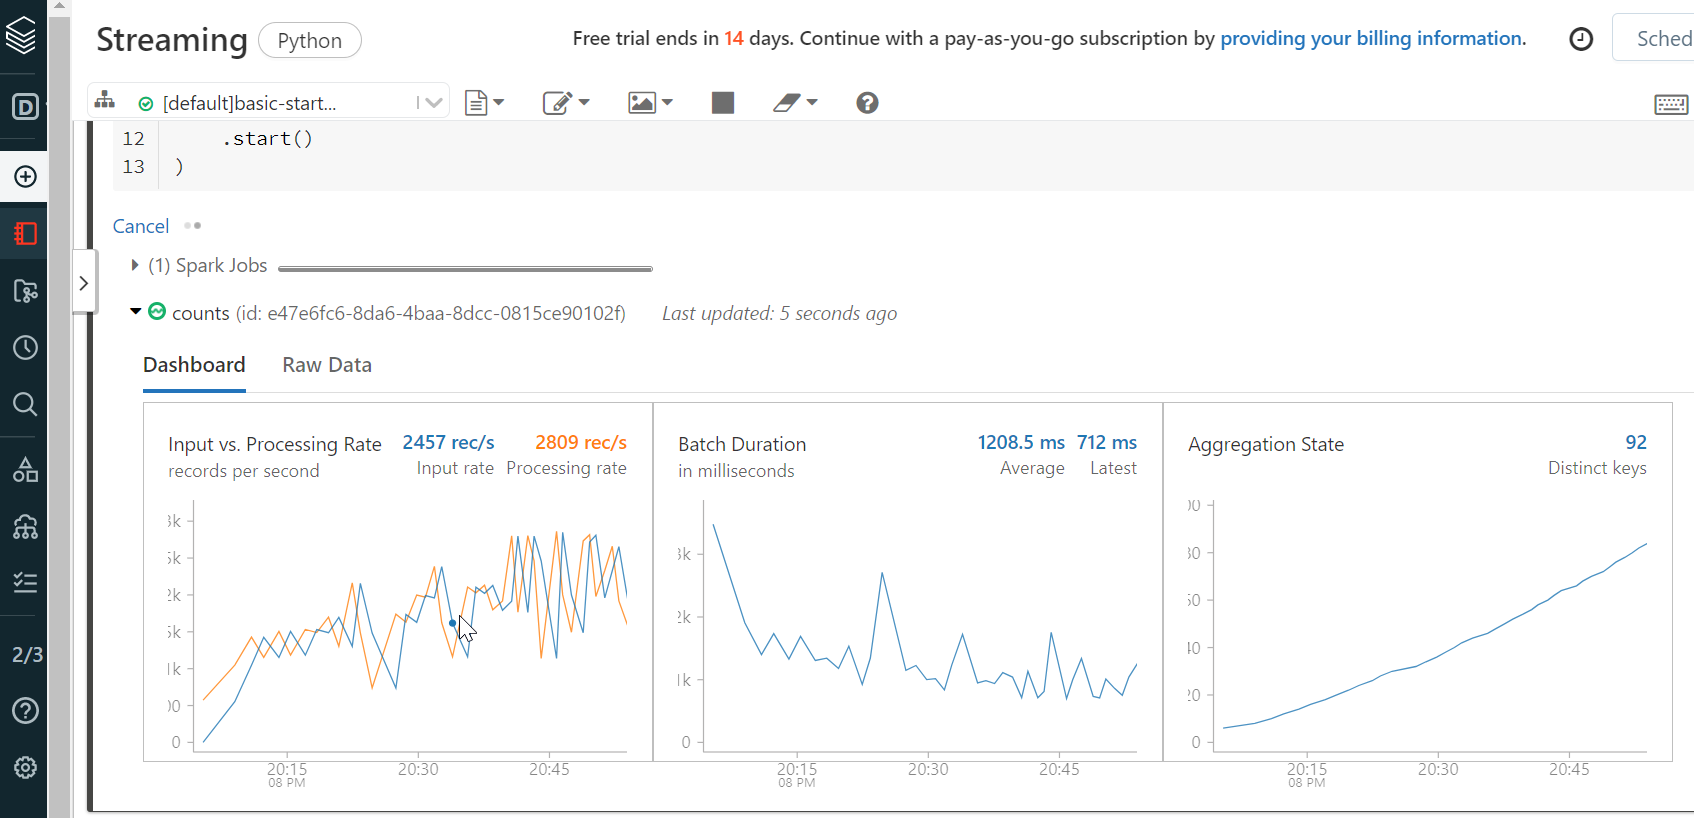 Streaming
Python
Free trial ends in 14 days. Continue with a pay-as-you-go subscription by providing your billing information.
Sched
D
[default]basic-start...
12 .start()
13 )
Cancel
(1) Spark Jobs
counts (id: e47e6fc6-8da6-4baa-8dcc-0815ce90102f) Last updated: 5 seconds ago
Dashboard Raw Data
Input vs. Processing Rate
records per second
2457 rec/s
Input rate
2809 rec/s
Processing rate
3k
5k
2k
5k
1k
00
0
20:15 20:30 20:45
08 PM
Batch Duration
in milliseconds
1208.5 ms
Average
712 ms
Latest
3k
2k
1k
0
20:15 20:30 20:45
08 PM
Aggregation State
92
Distinct keys
00
80
60
40
20
0
20:15 20:30 20:45
08 PM
2/3